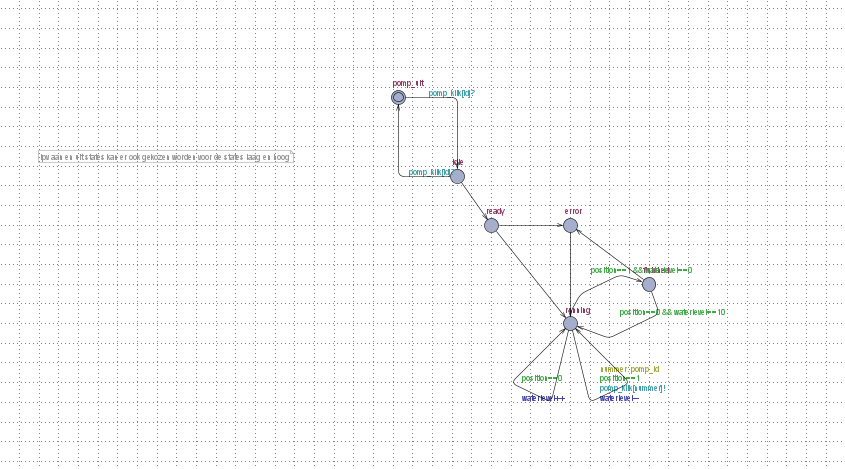 pomp_uit
pomp_klik[id]?
ipv aan en uit states kan er ook gekozen worden voor de states laag en hoog
idle
pomp_klik[id]?
ready
error
position==1 && waterlevel==0
running
position==0 && waterlevel==10
nummer:pomp_id
position==0
position==1
pomp_klik[nummer]!
waterlevel++
waterlevel--